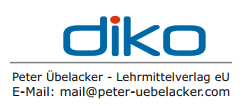 diko
Peter Übelacker - Lehrmittelverlag eU
E-Mail: mail@peter-uebelacker.com